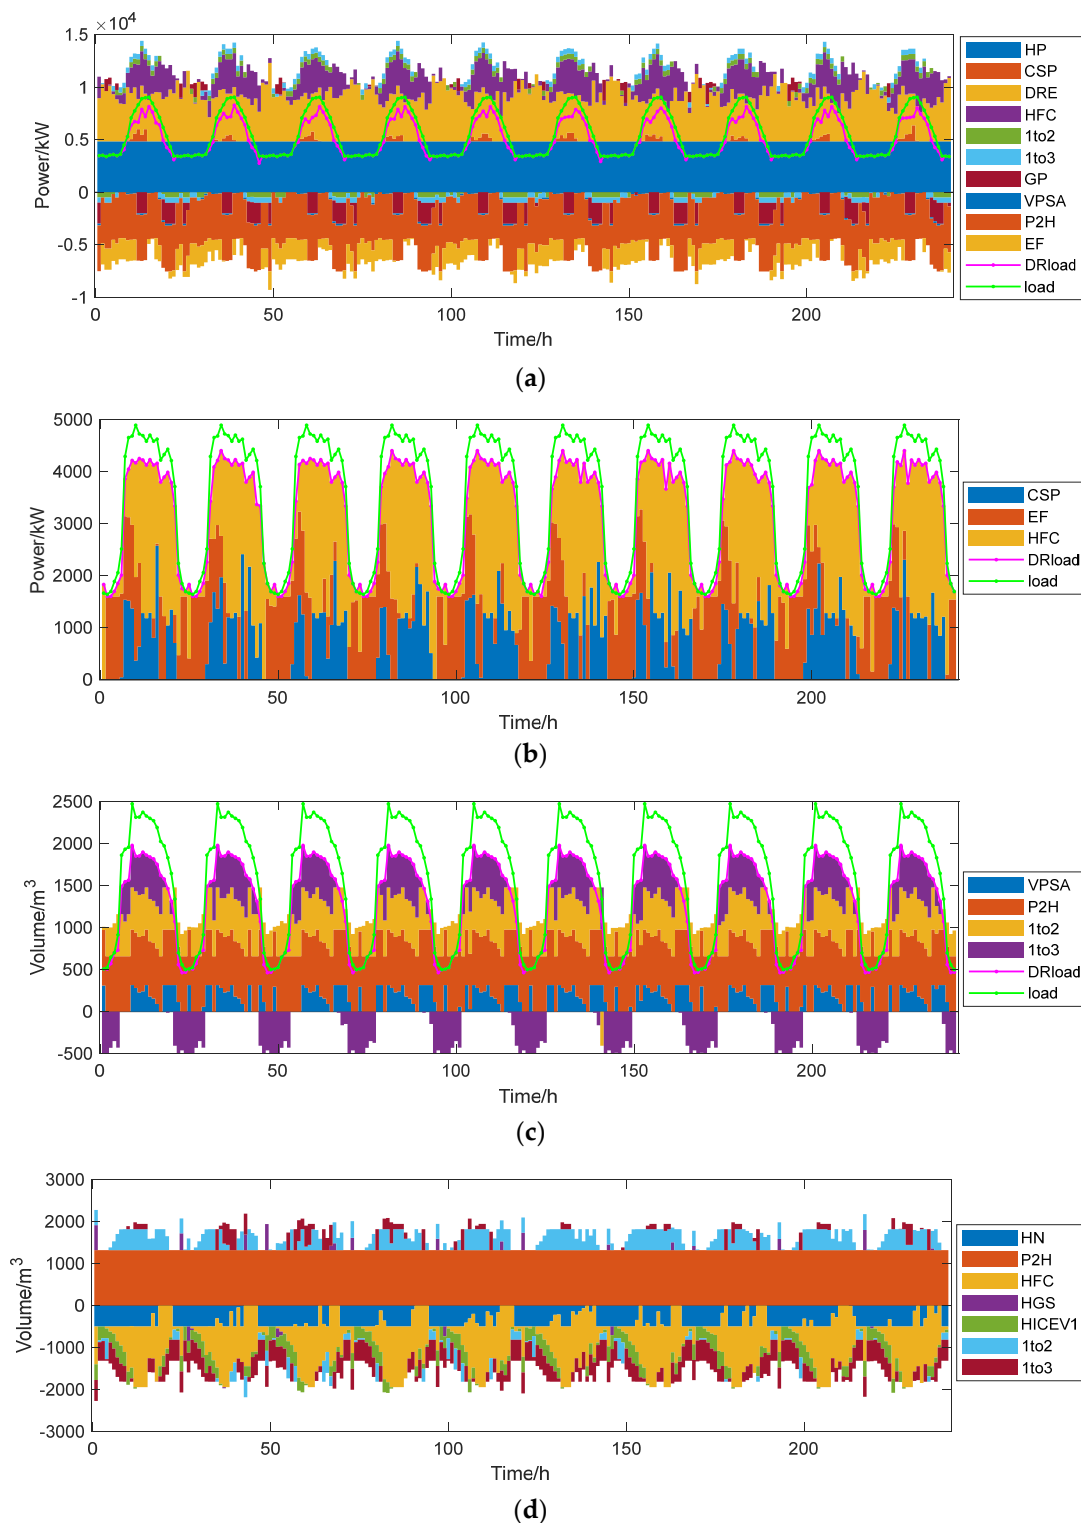 ×10⁴
1.5
1
0.5
0
-0.5
-1
Power/kW
0 50 100 150 200
Time/h
HP
CSP
DRE
HFC
1to2
1to3
GP
VPSA
P2H
EF
DRload
load
(a)
5000
4000
3000
2000
1000
0
Power/kW
0 50 100 150 200
Time/h
CSP
EF
HFC
DRload
load
(b)
2500
2000
1500
1000
500
0
-500
Volume/m³
0 50 100 150 200
Time/h
VPSA
P2H
1to2
1to3
DRload
load
(c)
3000
2000
1000
0
-1000
-2000
-3000
Volume/m³
0 50 100 150 200
Time/h
HN
P2H
HFC
HGS
HICEV1
1to2
1to3
(d)